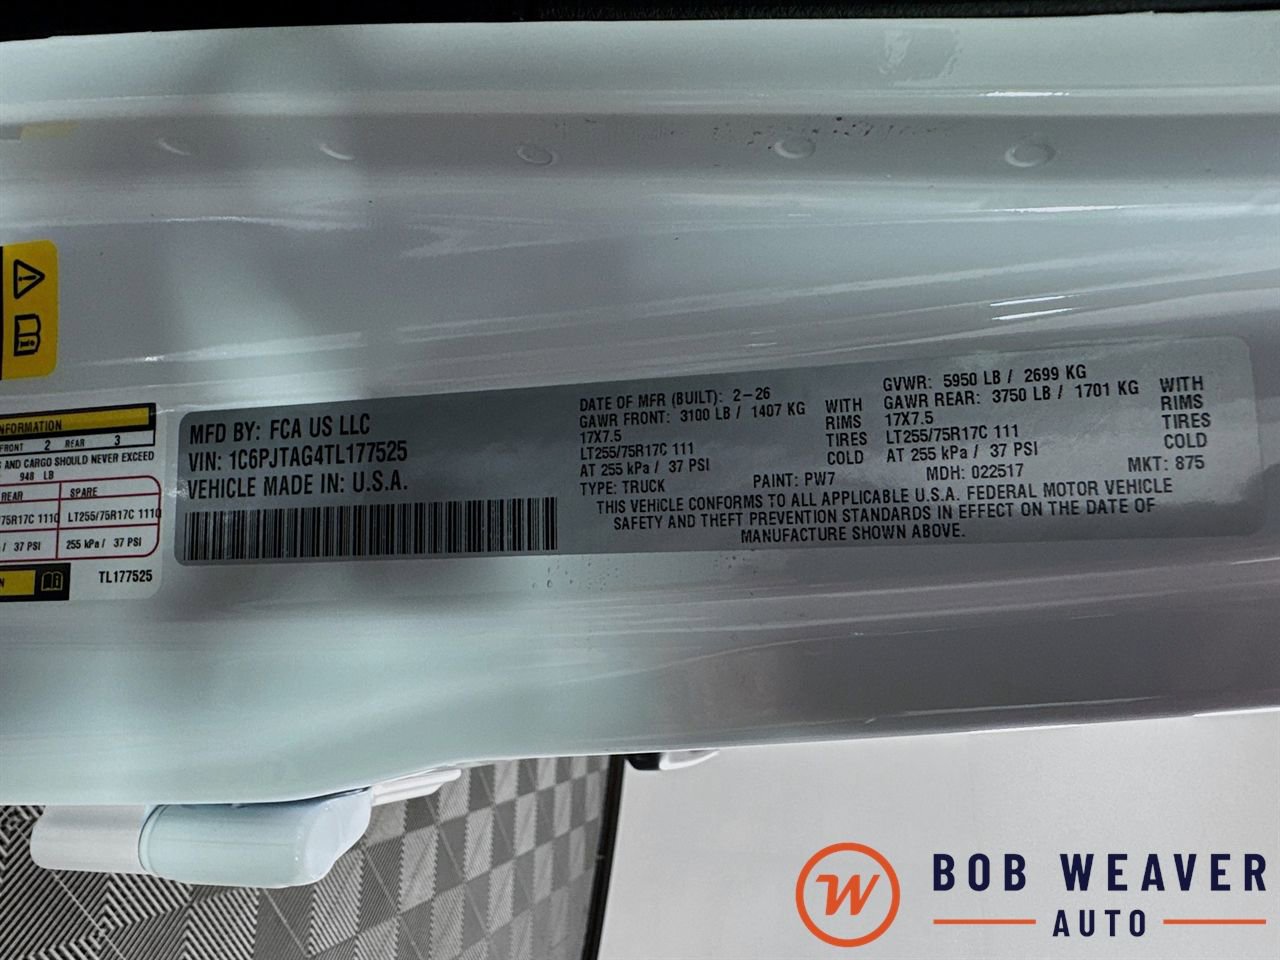 INFORMATION
FRONT 2 REAR 3
S AND CARGO SHOULD NEVER EXCEED
948 LB
REAR SPARE
/75R17C 111Q LT255/75R17C 111Q
/ 37 PSI 255 kPa / 37 PSI
TL177525
MFD BY: FCA US LLC
VIN: 1C6PJTAG4TL177525
VEHICLE MADE IN: U.S.A.
DATE OF MFR (BUILT): 2-26
GAWR FRONT: 3100 LB / 1407 KG WITH
17X7.5 RIMS
LT255/75R17C 111 TIRES
AT 255 kPa / 37 PSI COLD
TYPE: TRUCK PAINT: PW7
GVWR: 5950 LB / 2699 KG
GAWR REAR: 3750 LB / 1701 KG WITH
17X7.5 RIMS
LT255/75R17C 111 TIRES
AT 255 kPa / 37 PSI COLD
MDH: 022517 MKT: 875
THIS VEHICLE CONFORMS TO ALL APPLICABLE U.S.A. FEDERAL MOTOR VEHICLE
SAFETY AND THEFT PREVENTION STANDARDS IN EFFECT ON THE DATE OF
MANUFACTURE SHOWN ABOVE.
BOB WEAVER
AUTO